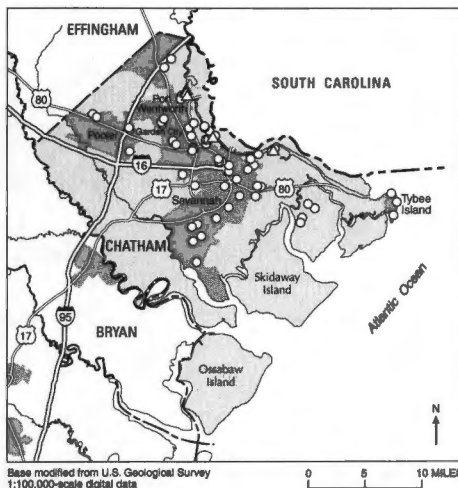 EFFINGHAM
SOUTH CAROLINA
80
Port
Wentworth
Garden City
Pooler
16
17
80
Savannah
Tybee
Island
CHATHAM
Skidaway
Island
Atlantic Ocean
95
BRYAN
17
Ossabaw
Island
N
Base modified from U.S. Geological Survey
1:100,000-scale digital data
0 5 10 MILES